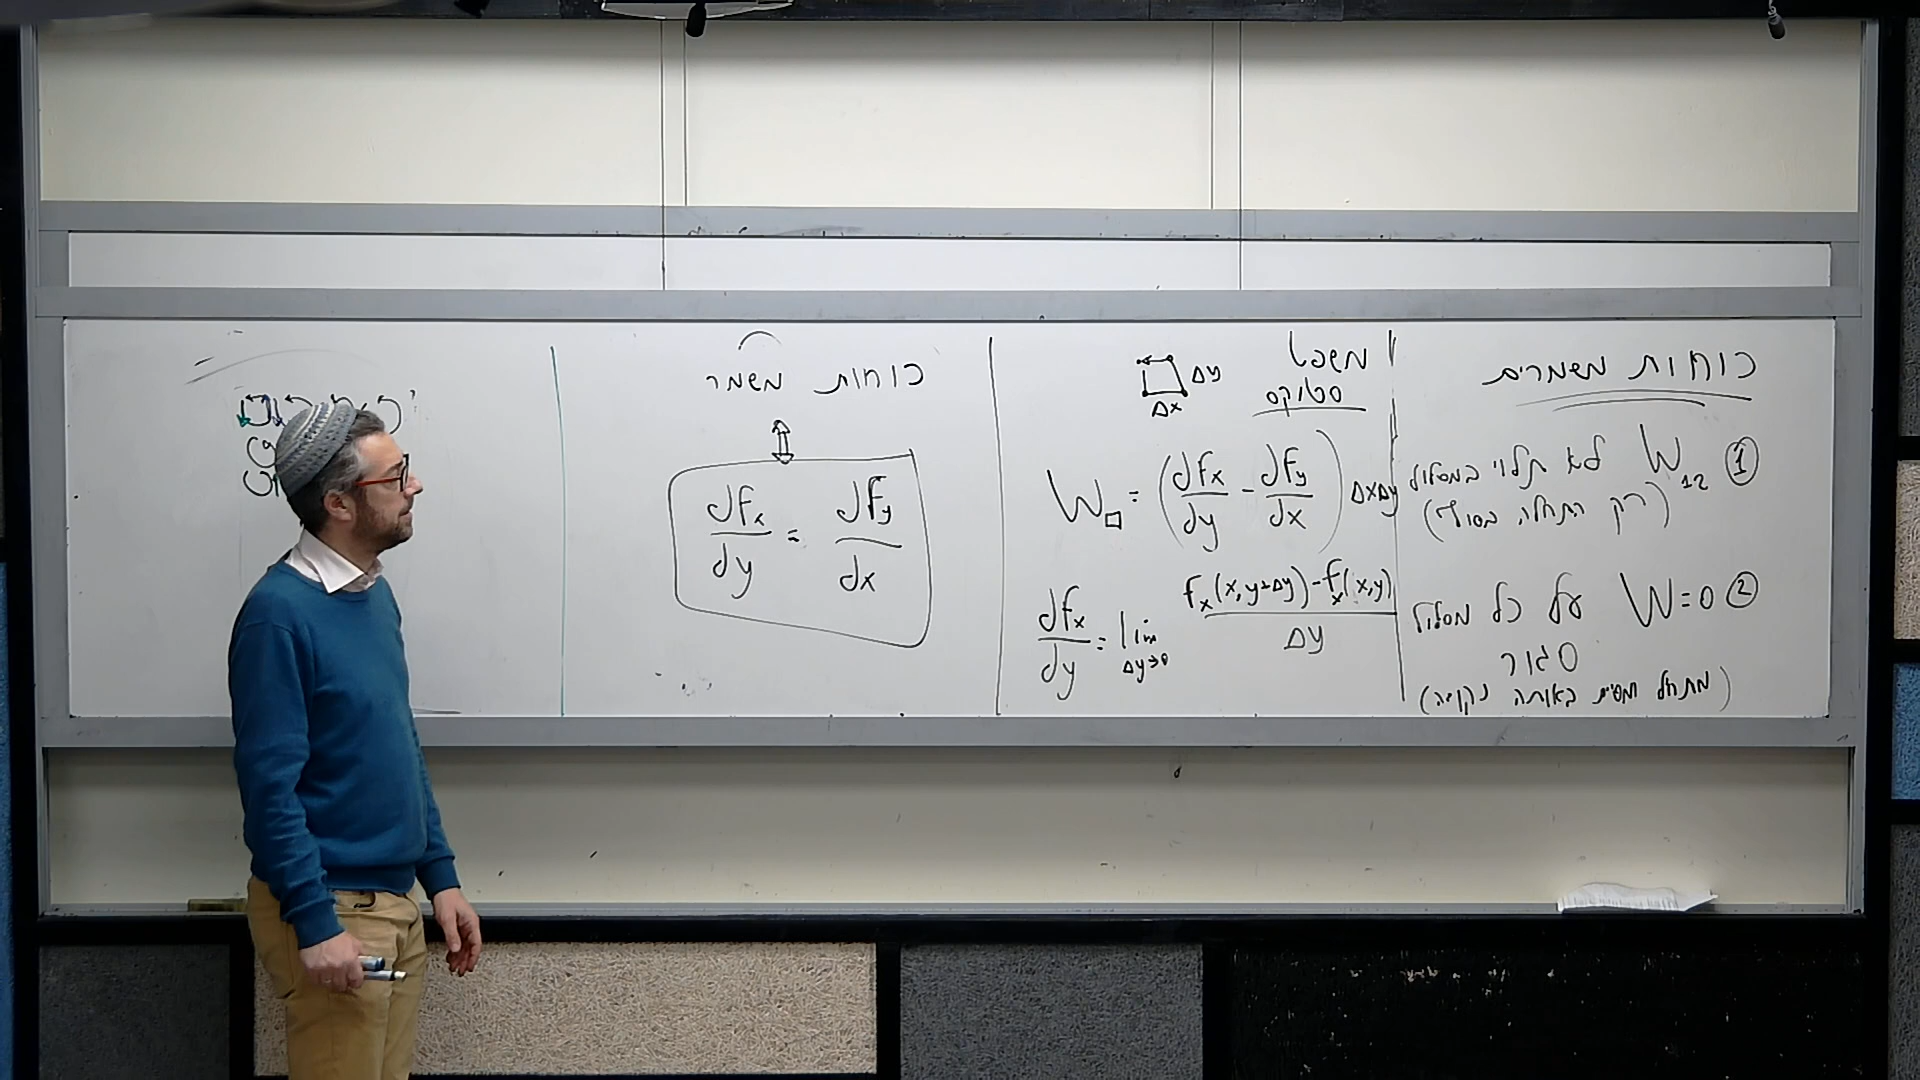 כוחות משמרים
① W₁₂ לא תלוי במסלול
(רק התחלה, בסוף)
② W=0 על כל מסלול
סגור
(מתחיל ומסיים באותה נקודה)
משפט
סטוקס
Δy
Δx
W□ = (dfx/dy - dfy/dx) ΔxΔy
dfx/dy = lim Δy→0 (fx(x,y+Δy)-fx(x,y))/Δy
כוחות משמר
⇕
dFx/dy = dFy/dx